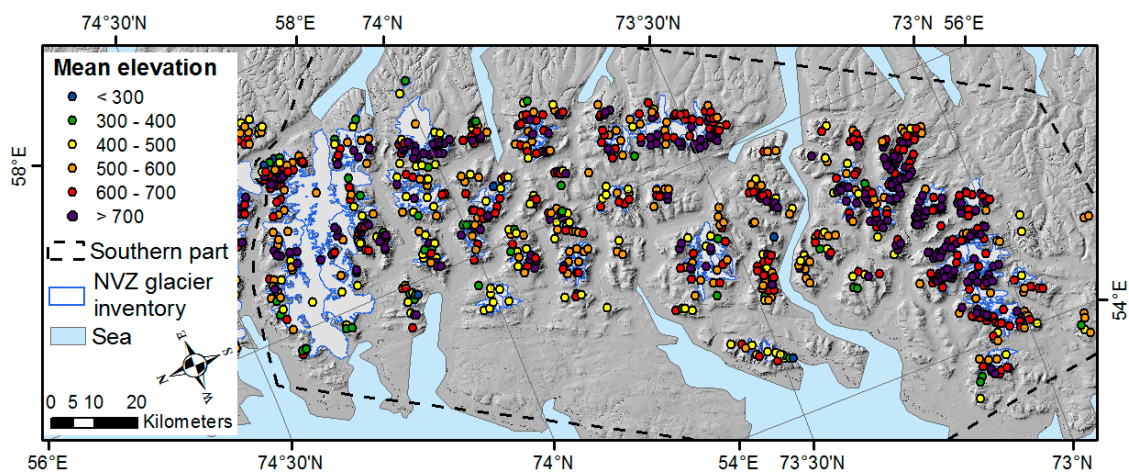 74°30'N 58°E 74°N 73°30'N 73°N 56°E
Mean elevation
< 300
300 - 400
400 - 500
500 - 600
600 - 700
> 700
Southern part
NVZ glacier
inventory
Sea
N E S W
0 5 10 20
Kilometers
58°E
54°E
56°E 74°30'N 74°N 54°E 73°30'N 73°N